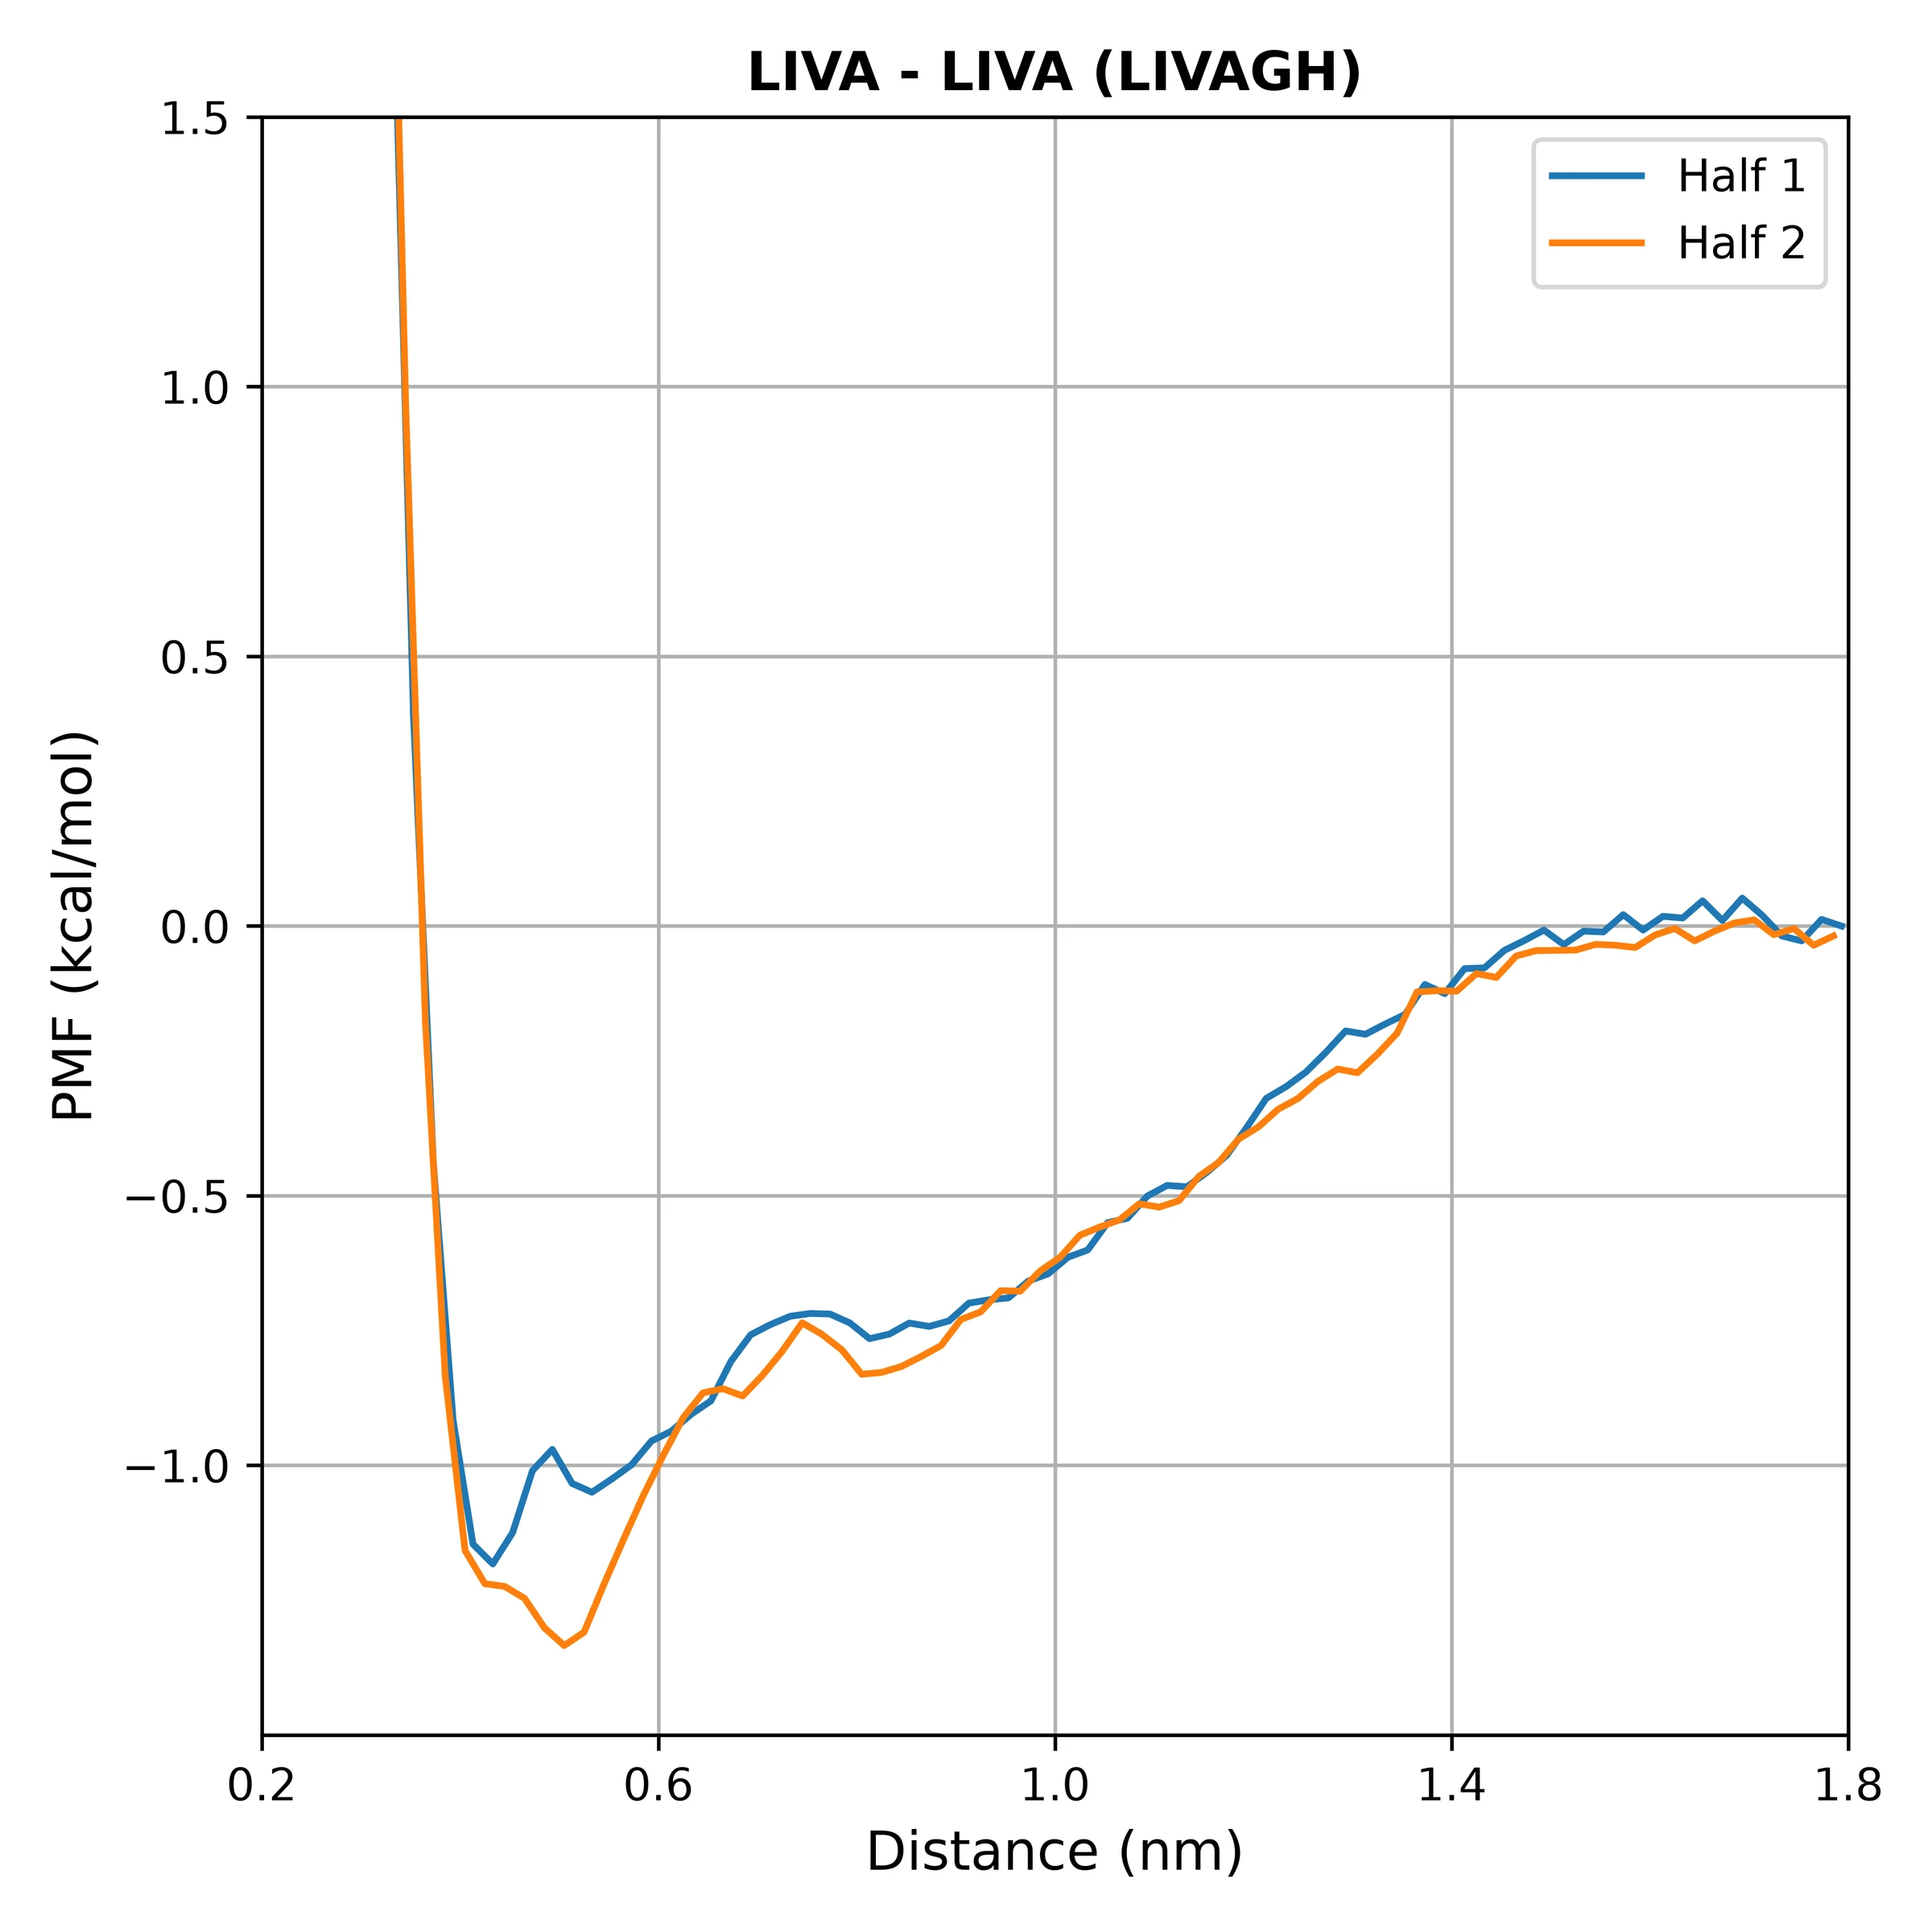 LIVA - LIVA (LIVAGH)
1.5
1.0
0.5
0.0
−0.5
−1.0
PMF (kcal/mol)
Half 1
Half 2
0.2 0.6 1.0 1.4 1.8
Distance (nm)